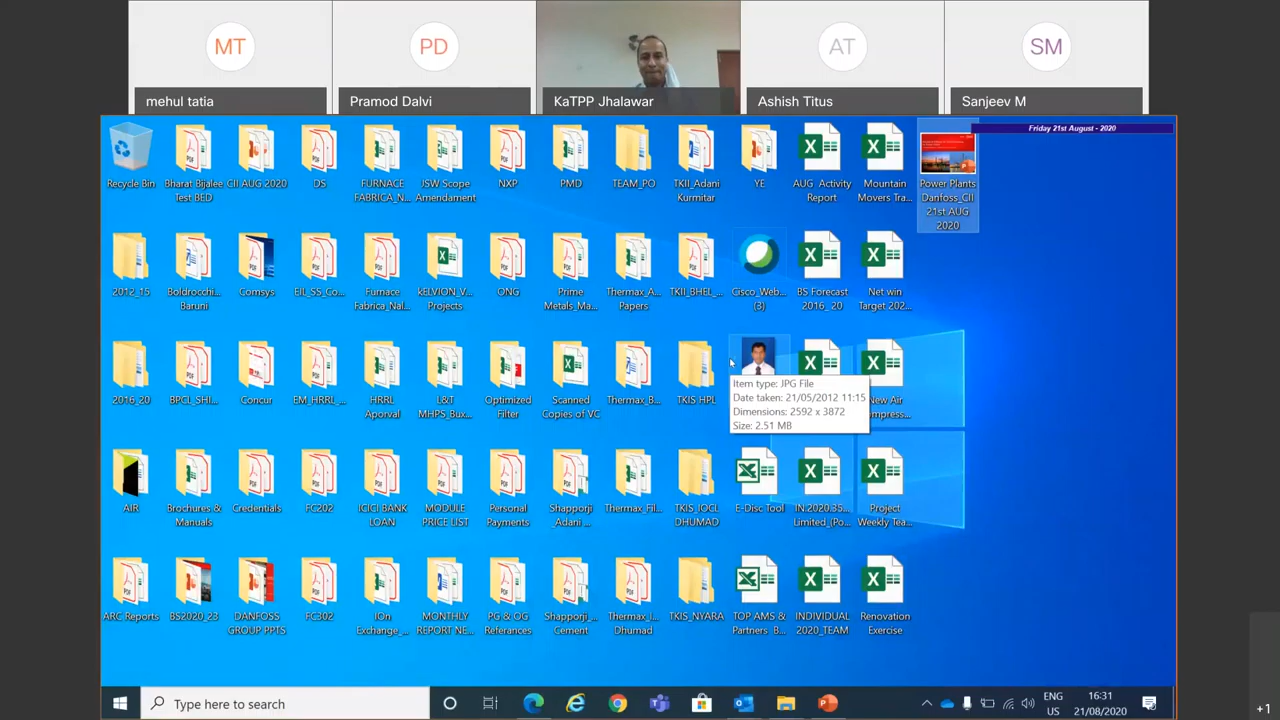 MT
PD
AT
SM
mehul tatia
Pramod Dalvi
KaTPP Jhalawar
Ashish Titus
Sanjeev M
Friday 21st August - 2020
Recycle Bin
Bharat Bijalee
Test BED
CII AUG 2020
DS
FURNACE
FABRICA_N...
JSW Scope
Amendament
NXP
PMD
TEAM_PO
TKII_Adani
Kurmitar
YE
AUG_Activity
Report
Mountain
Movers Tra...
Power Plants
Danfoss_CII
21st AUG
2020
2012_15
Boldrocchi...
Baruni
Comsys
EIL_SS_Co...
Furnace
Fabrica_Nal...
kELVION_V...
Projects
ONG
Prime
Metals_Ma...
Thermax_A...
Papers
TKII_BHEL_...
Cisco_Web...
(3)
BS Forecast
2016_ 20
Net win
Target 202...
2016_20
BPCL_SHI...
Concur
EM_HRRL_...
HRRL
Aporval
L&T
MHPS_Bux...
Optimized
Filter
Scanned
Copies of VC
Thermax_B...
TKIS HPL
New Air
Compress...
Item type: JPG File
Date taken: 21/05/2012 11:15
Dimensions: 2592 x 3872
Size: 2.51 MB
AIR
Brochures &
Manuals
Credentials
FC202
ICICI BANK
LOAN
MODULE
PRICE LIST
Personal
Payments
Shapporji
_Adani ...
Thermax_Fil...
TKIS_IOCL
DHUMAD
E-Disc Tool
IN.2020.35...
Limited_(Po...
Project
Weekly Tea...
ARC Reports
BS2020_23
DANFOSS
GROUP PPTS
FC302
IOn
Exchange_...
MONTHLY
REPORT NE...
PG & OG
Referances
Shapporji_...
Cement
Thermax_I...
Dhumad
TKIS_NYARA
TOP AMS &
Partners_B...
INDIVIDUAL
2020_TEAM
Renovation
Exercise
Type here to search
ENG
US
16:31
21/08/2020
+1